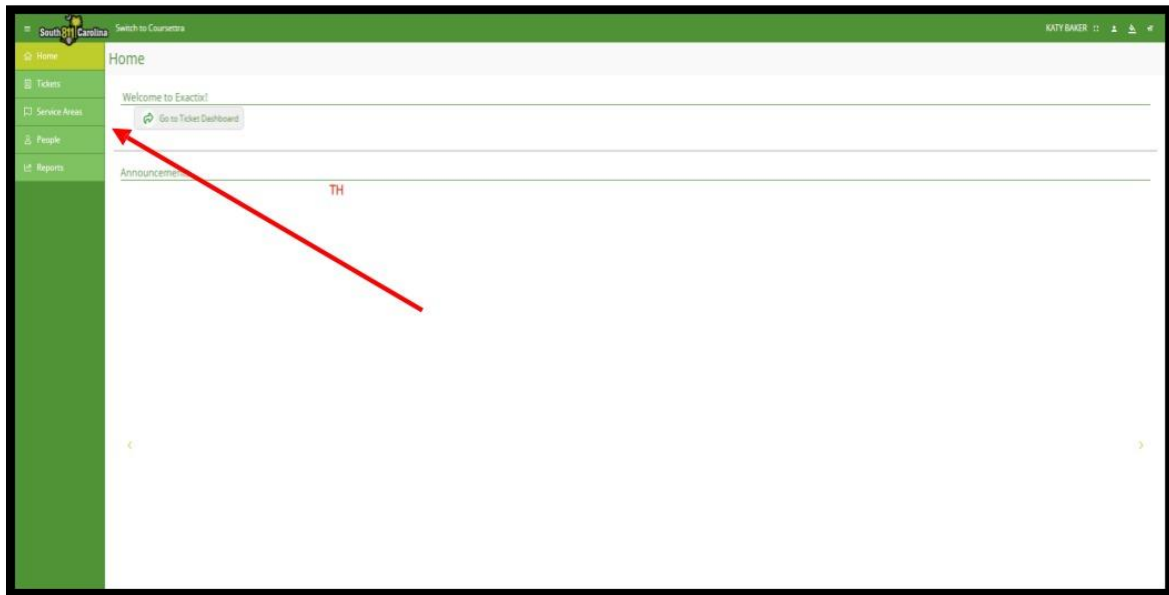 South 811 Carolina
Switch to Coursettra
KATY BAKER
Home
Tickets
Service Areas
People
Reports
Home
Welcome to Exactix!
Go to Ticket Dashboard
Announcements
TH